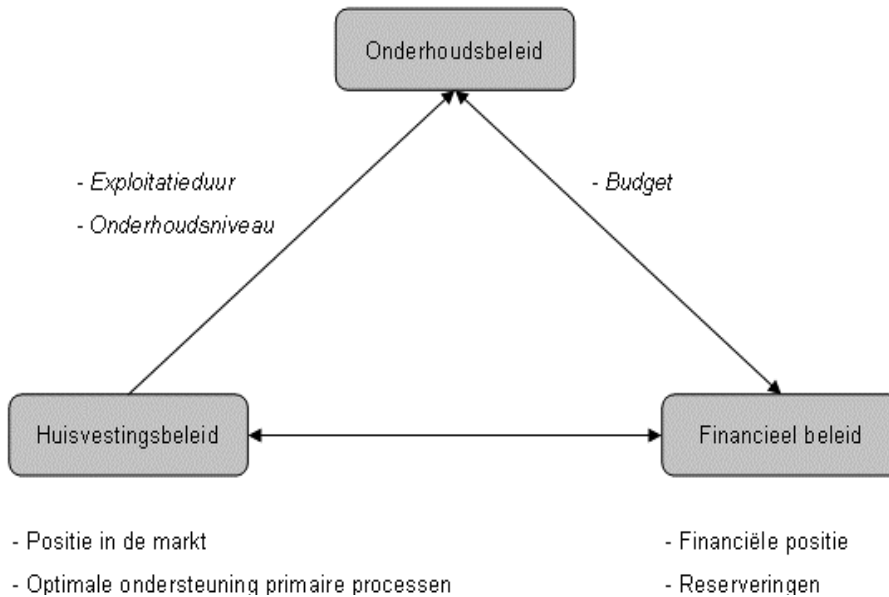 Onderhoudsbeleid
- Exploitatieduur
- Onderhoudsniveau
- Budget
Huisvestingsbeleid
Financieel beleid
- Positie in de markt
- Optimale ondersteuning primaire processen
- Financiële positie
- Reserveringen